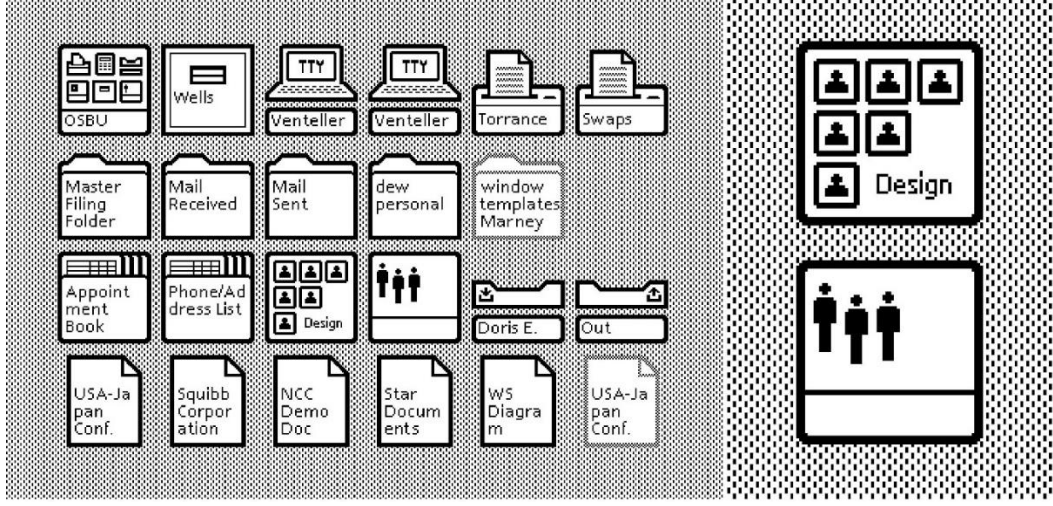 OSBU
Wells
TTY
Venteller
TTY
Venteller
Torrance
Swaps
Master
Filing
Folder
Mail
Received
Mail
Sent
dew
personal
window
templates
Marney
Appoint
ment
Book
Phone/Ad
dress List
Design
Doris E.
Out
USA-Ja
pan
Conf.
Squibb
Corpor
ation
NCC
Demo
Doc
Star
Docum
ents
WS
Diagra
m
USA-Ja
pan
Conf.
Design